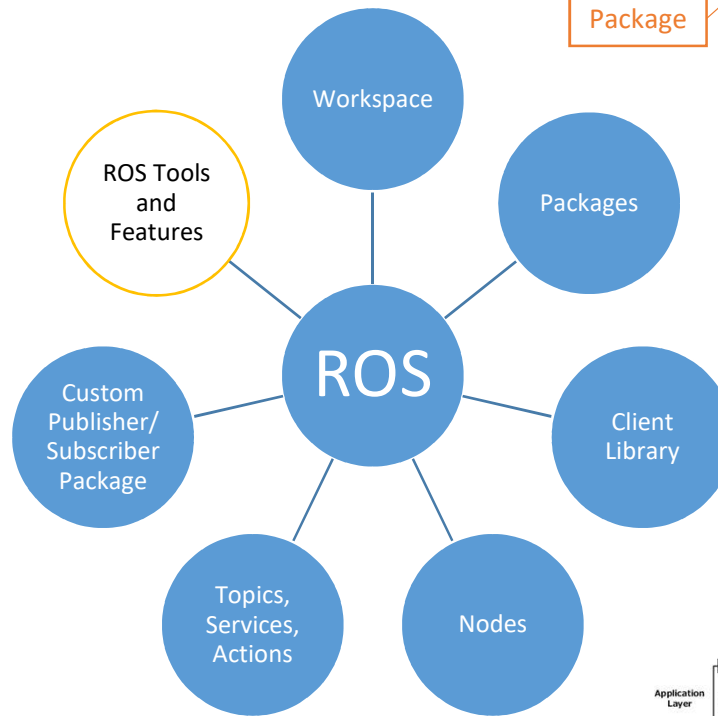 Package
Workspace
ROS Tools
and
Features
Packages
ROS
Custom
Publisher/
Subscriber
Package
Client
Library
Topics,
Services,
Actions
Nodes
Application
Layer